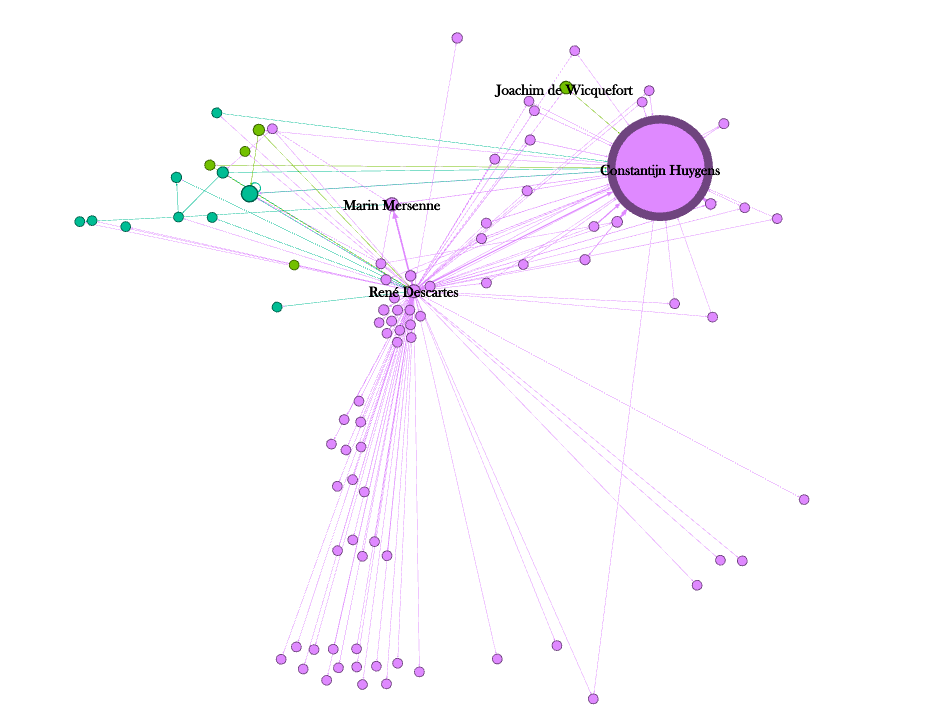 Joachim de Wicquefort
Constantijn Huygens
Marin Mersenne
René Descartes